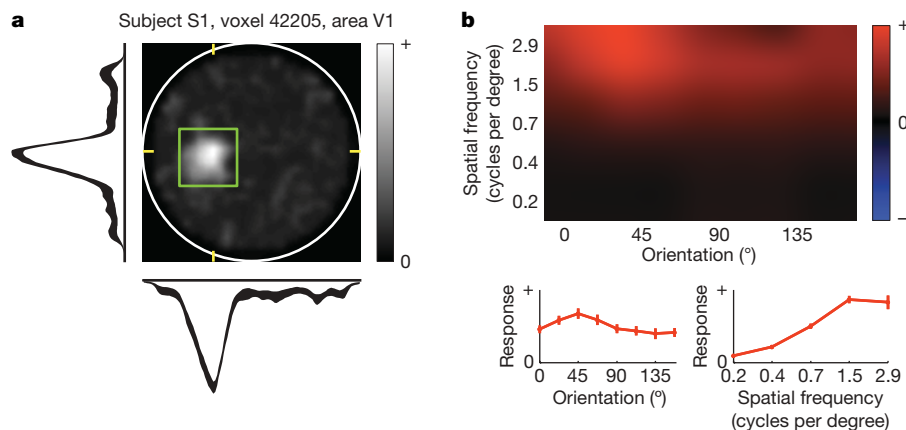 a
Subject S1, voxel 42205, area V1
+
0
b
Spatial frequency
(cycles per degree)
2.9
1.5
0.7
0.4
0.2
0
45
90
135
Orientation (°)
+
0
–
Response
+
0
0
45
90
135
Orientation (º)
Response
+
0
0.2
0.4
0.7
1.5
2.9
Spatial frequency
(cycles per degree)